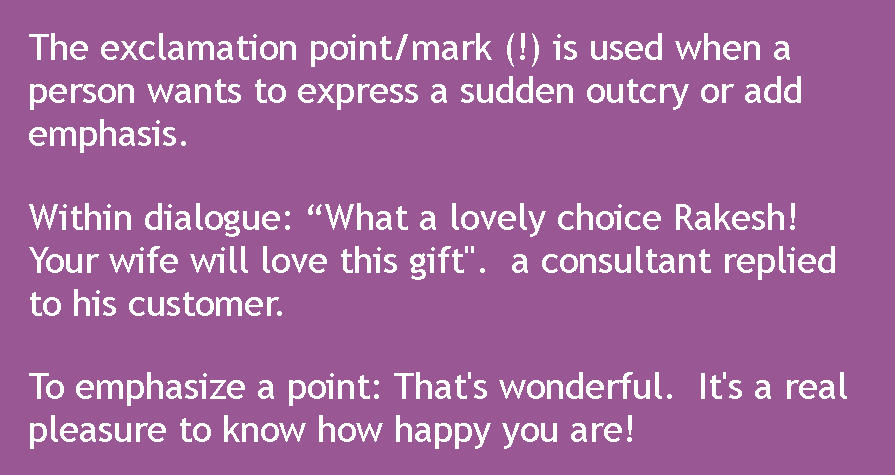 The exclamation point/mark (!) is used when a
person wants to express a sudden outcry or add
emphasis.
Within dialogue: “What a lovely choice Rakesh!
Your wife will love this gift".  a consultant replied
to his customer.
To emphasize a point: That's wonderful.  It's a real
pleasure to know how happy you are!